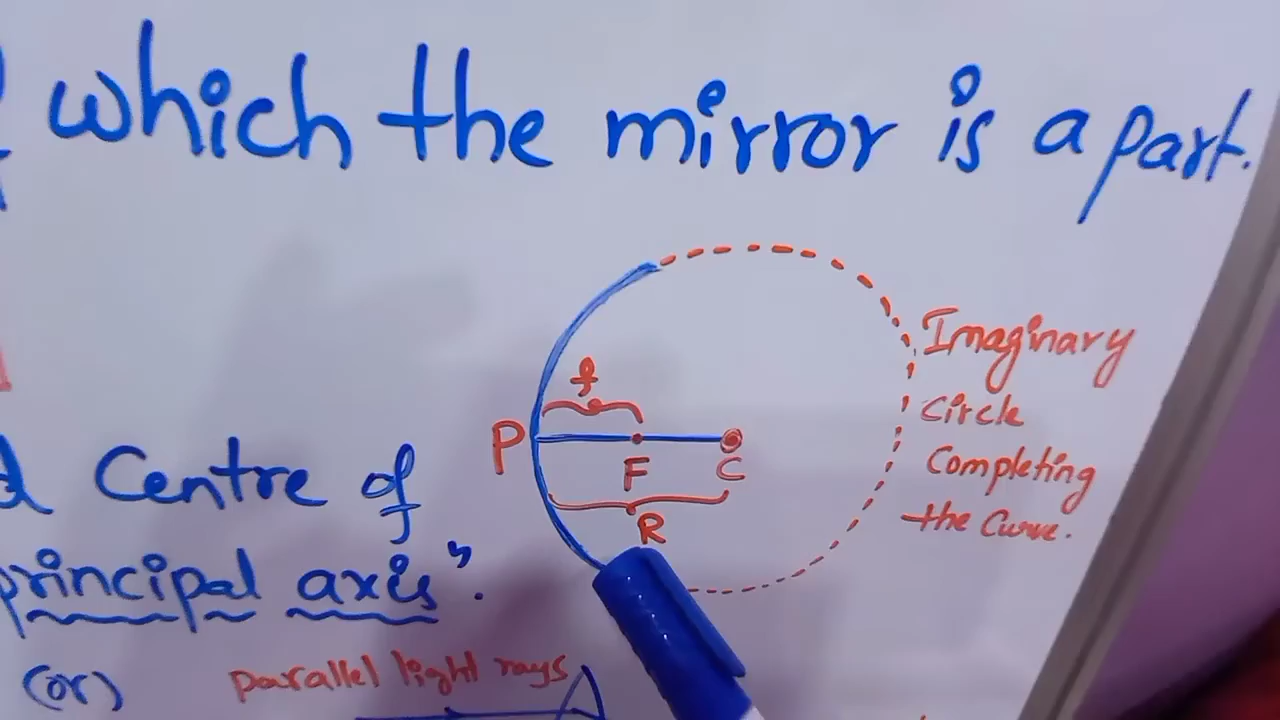 which the mirror is a part.
Imaginary
Circle
Completing
the Curve.
f
P
F
C
R
Centre of
principal axis".
(or)
parallel light rays